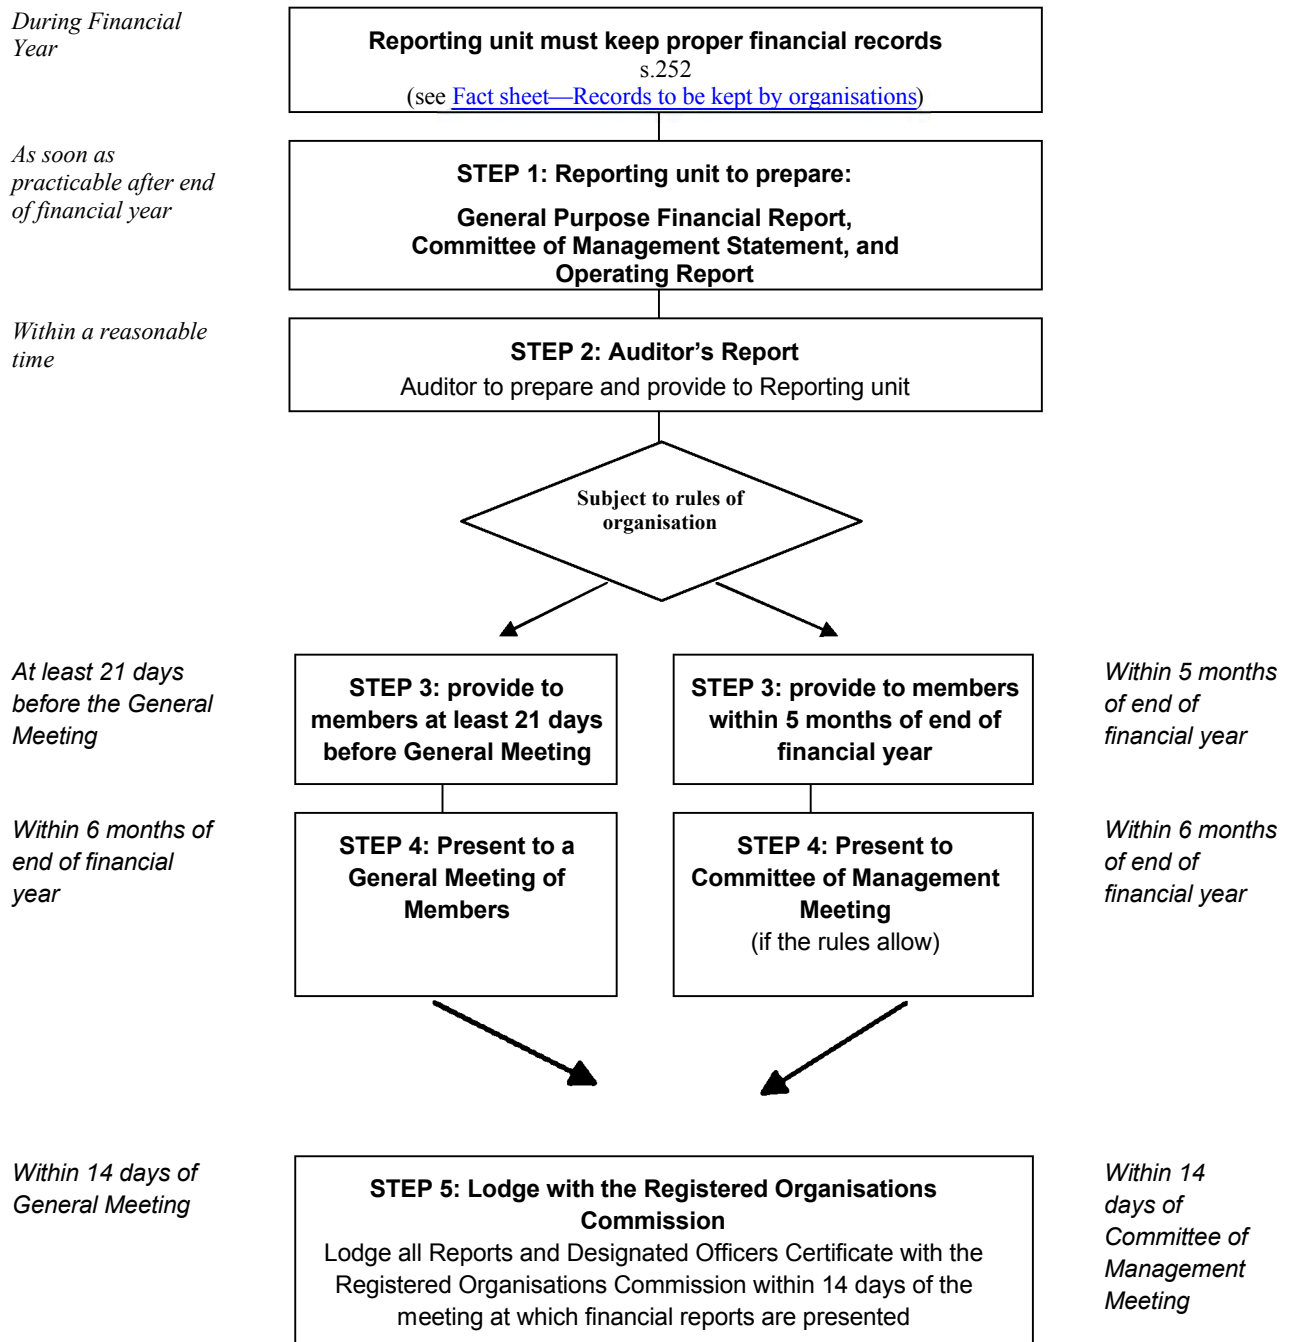 During Financial
Year
Reporting unit must keep proper financial records
s.252
(see Fact sheet—Records to be kept by organisations)
As soon as
practicable after end
of financial year
STEP 1: Reporting unit to prepare:
General Purpose Financial Report,
Committee of Management Statement, and
Operating Report
Within a reasonable
time
STEP 2: Auditor’s Report
Auditor to prepare and provide to Reporting unit
Subject to rules of
organisation
At least 21 days
before the General
Meeting
STEP 3: provide to
members at least 21 days
before General Meeting
STEP 3: provide to members
within 5 months of end of
financial year
Within 5 months
of end of
financial year
Within 6 months of
end of financial
year
STEP 4: Present to a
General Meeting of
Members
STEP 4: Present to
Committee of Management
Meeting
(if the rules allow)
Within 6 months
of end of
financial year
Within 14 days of
General Meeting
STEP 5: Lodge with the Registered Organisations
Commission
Lodge all Reports and Designated Officers Certificate with the
Registered Organisations Commission within 14 days of the
meeting at which financial reports are presented
Within 14
days of
Committee of
Management
Meeting